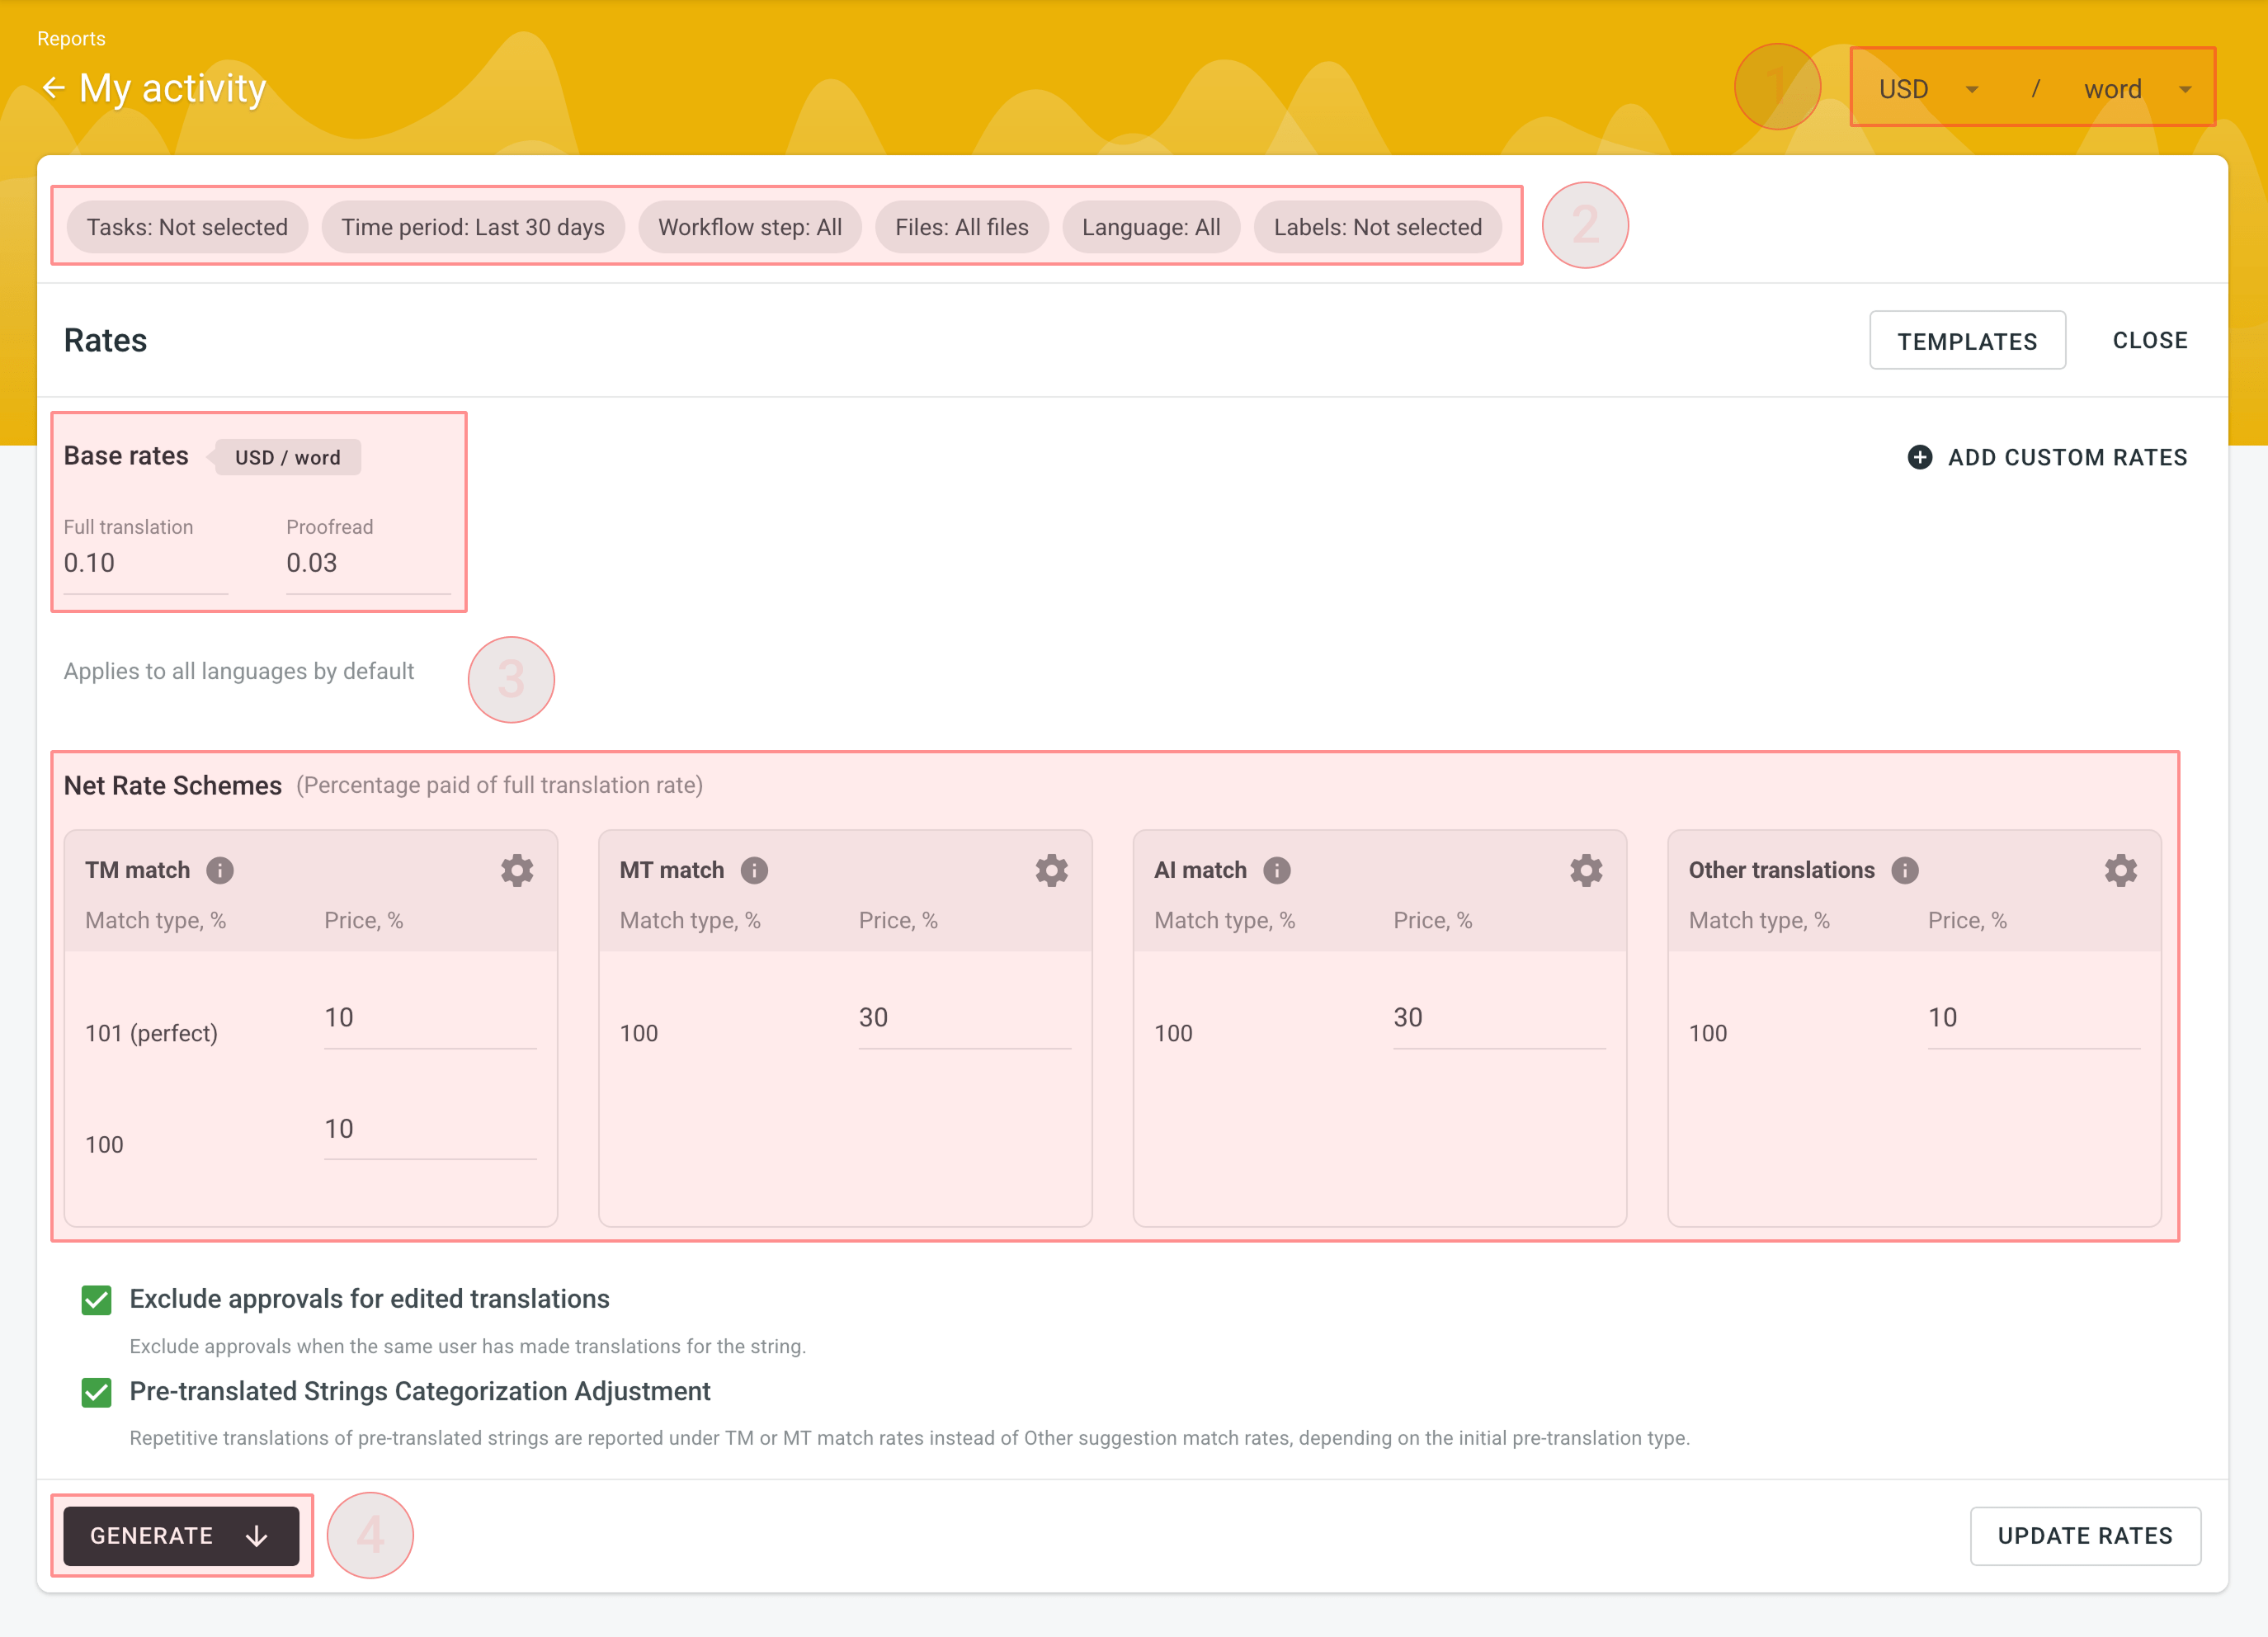 Reports
My activity
1
USD / word
Tasks: Not selected Time period: Last 30 days Workflow step: All Files: All files Language: All Labels: Not selected
2
Rates
TEMPLATES CLOSE
Base rates USD / word
ADD CUSTOM RATES
Full translation Proofread
0.10 0.03
Applies to all languages by default
3
Net Rate Schemes (Percentage paid of full translation rate)
TM match MT match AI match Other translations
Match type, % Price, % Match type, % Price, % Match type, % Price, % Match type, % Price, %
101 (perfect) 10 100 30 100 30 100 10
100 10
Exclude approvals for edited translations
Exclude approvals when the same user has made translations for the string.
Pre-translated Strings Categorization Adjustment
Repetitive translations of pre-translated strings are reported under TM or MT match rates instead of Other suggestion match rates, depending on the initial pre-translation type.
GENERATE
4
UPDATE RATES